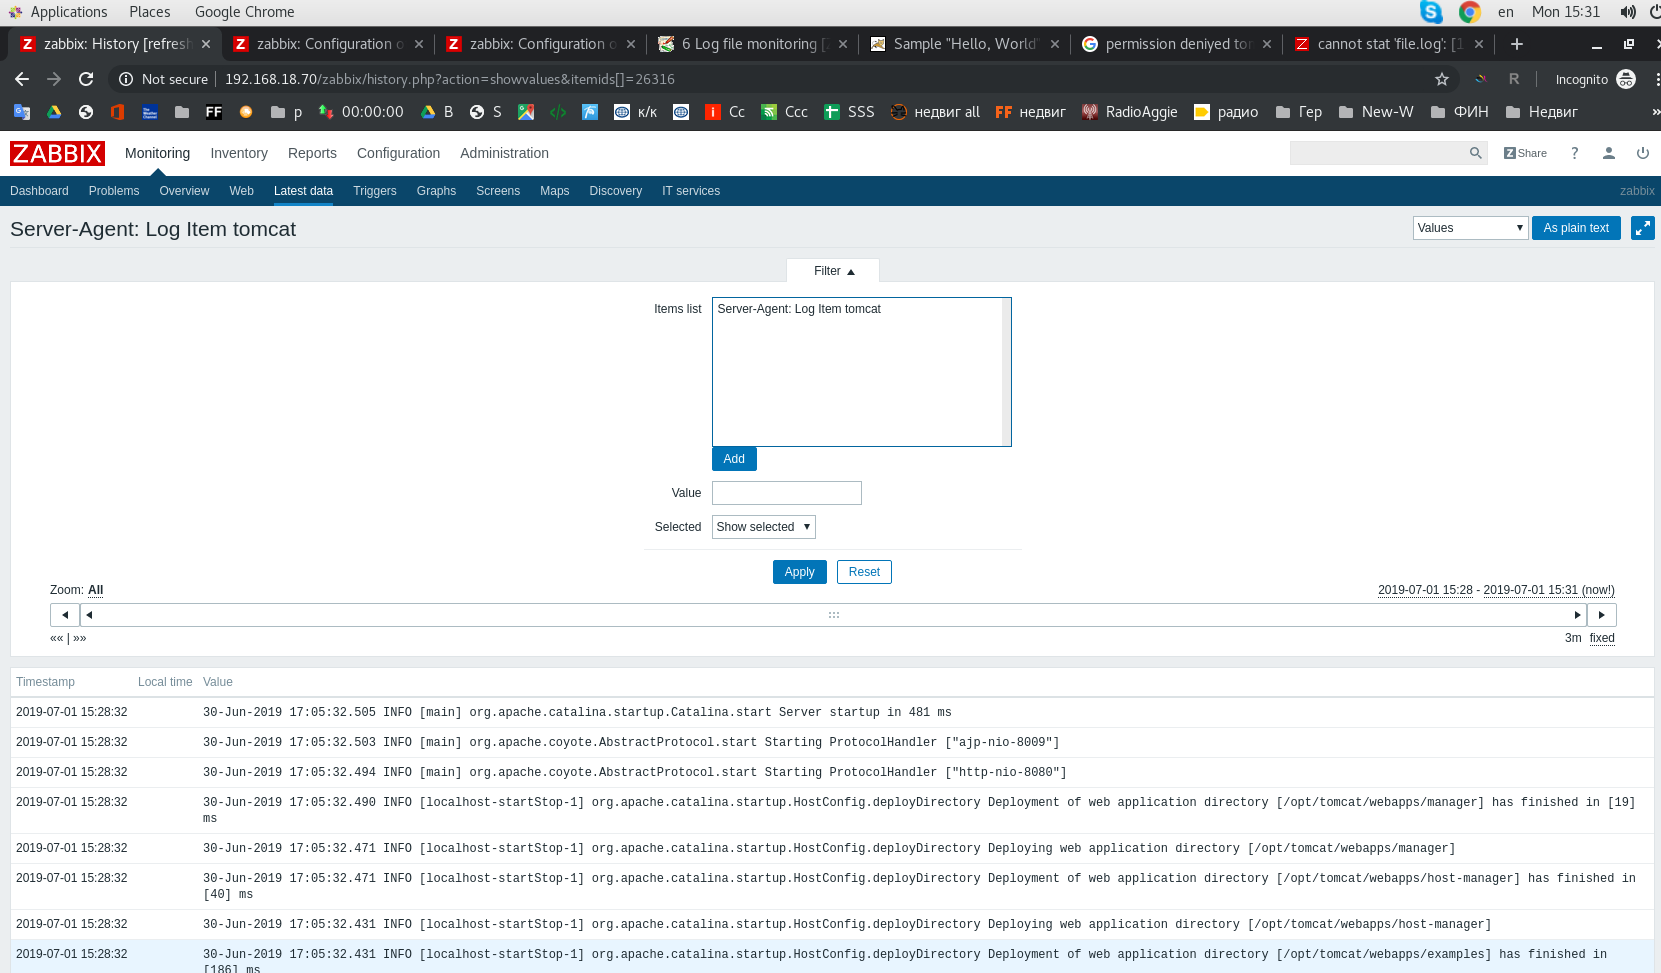 Applications Places Google Chrome en Mon 15:31
zabbix: History [refresh zabbix: Configuration o zabbix: Configuration o 6 Log file monitoring [Z Sample "Hello, World" permission deniyed tom cannot stat 'file.log': [1
Not secure 192.168.18.70/zabbix/history.php?action=showvalues&itemids[]=26316 R Incognito
FF p 00:00:00 B S </> к/к Cc Ccc SSS недвиг all FF недвиг RadioAggie радио Гер New-W ФИН Недвиг »
ZABBIX Monitoring Inventory Reports Configuration Administration Z Share ?
Dashboard Problems Overview Web Latest data Triggers Graphs Screens Maps Discovery IT services zabbix
Server-Agent: Log Item tomcat Values As plain text
Filter
Items list Server-Agent: Log Item tomcat
Add
Value
Selected Show selected
Apply Reset
Zoom: All 2019-07-01 15:28 - 2019-07-01 15:31 (now!)
«« | »» 3m fixed
Timestamp Local time Value
2019-07-01 15:28:32 30-Jun-2019 17:05:32.505 INFO [main] org.apache.catalina.startup.Catalina.start Server startup in 481 ms
2019-07-01 15:28:32 30-Jun-2019 17:05:32.503 INFO [main] org.apache.coyote.AbstractProtocol.start Starting ProtocolHandler ["ajp-nio-8009"]
2019-07-01 15:28:32 30-Jun-2019 17:05:32.494 INFO [main] org.apache.coyote.AbstractProtocol.start Starting ProtocolHandler ["http-nio-8080"]
2019-07-01 15:28:32 30-Jun-2019 17:05:32.490 INFO [localhost-startStop-1] org.apache.catalina.startup.HostConfig.deployDirectory Deployment of web application directory [/opt/tomcat/webapps/manager] has finished in [19]
ms
2019-07-01 15:28:32 30-Jun-2019 17:05:32.471 INFO [localhost-startStop-1] org.apache.catalina.startup.HostConfig.deployDirectory Deploying web application directory [/opt/tomcat/webapps/manager]
2019-07-01 15:28:32 30-Jun-2019 17:05:32.471 INFO [localhost-startStop-1] org.apache.catalina.startup.HostConfig.deployDirectory Deployment of web application directory [/opt/tomcat/webapps/host-manager] has finished in
[40] ms
2019-07-01 15:28:32 30-Jun-2019 17:05:32.431 INFO [localhost-startStop-1] org.apache.catalina.startup.HostConfig.deployDirectory Deploying web application directory [/opt/tomcat/webapps/host-manager]
2019-07-01 15:28:32 30-Jun-2019 17:05:32.431 INFO [localhost-startStop-1] org.apache.catalina.startup.HostConfig.deployDirectory Deployment of web application directory [/opt/tomcat/webapps/examples] has finished in
[186] ms